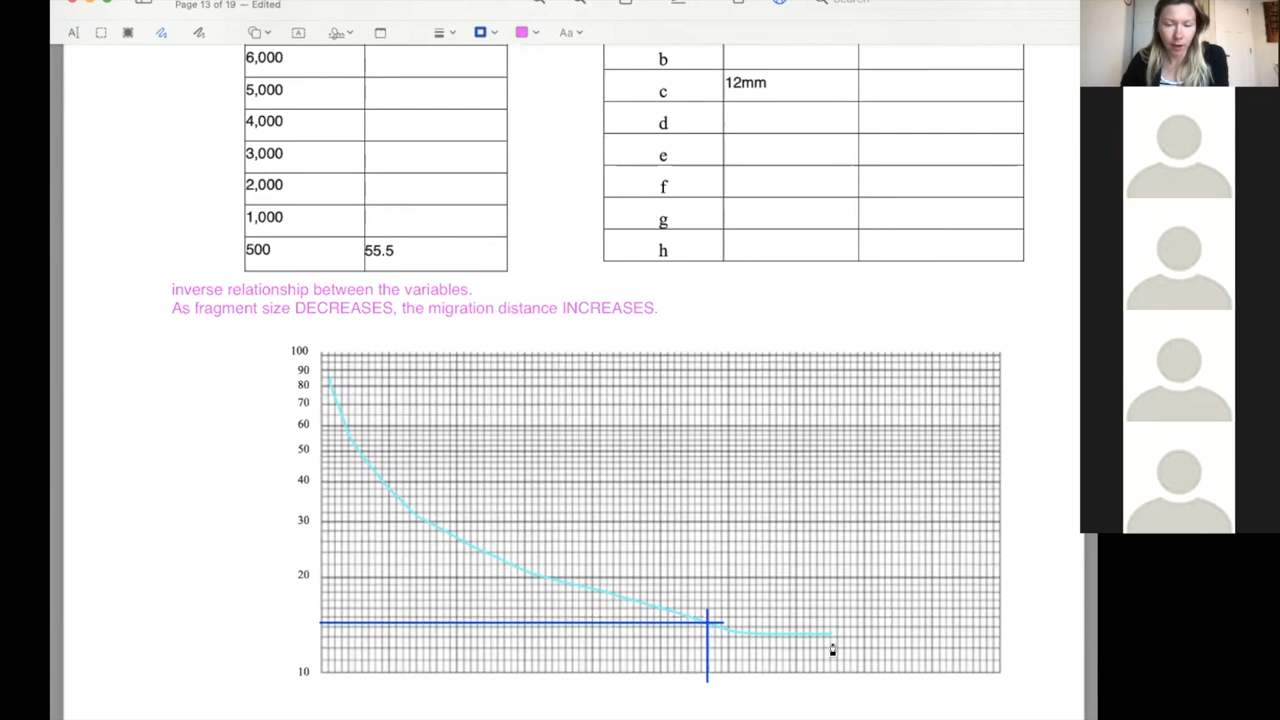 Page 13 of 19 — Edited
Search
Aa
6,000
5,000
4,000
3,000
2,000
1,000
500 55.5
b
c 12mm
d
e
f
g
h
inverse relationship between the variables.
As fragment size DECREASES, the migration distance INCREASES.
100
90
80
70
60
50
40
30
20
10